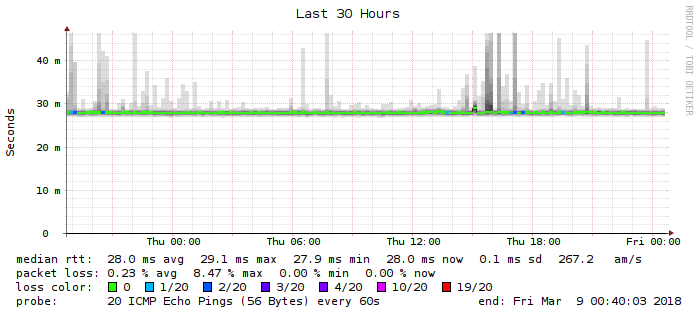 Last 30 Hours
RRDTOOL / TOBI OETIKER
Seconds
40 m
30 m
20 m
10 m
0
Thu 00:00 Thu 06:00 Thu 12:00 Thu 18:00 Fri 00:00
median rtt: 28.0 ms avg 29.1 ms max 27.9 ms min 28.0 ms now 0.1 ms sd 267.2 am/s
packet loss: 0.23 % avg 8.47 % max 0.00 % min 0.00 % now
loss color: 0 1/20 2/20 3/20 4/20 10/20 19/20
probe: 20 ICMP Echo Pings (56 Bytes) every 60s end: Fri Mar 9 00:40:03 2018